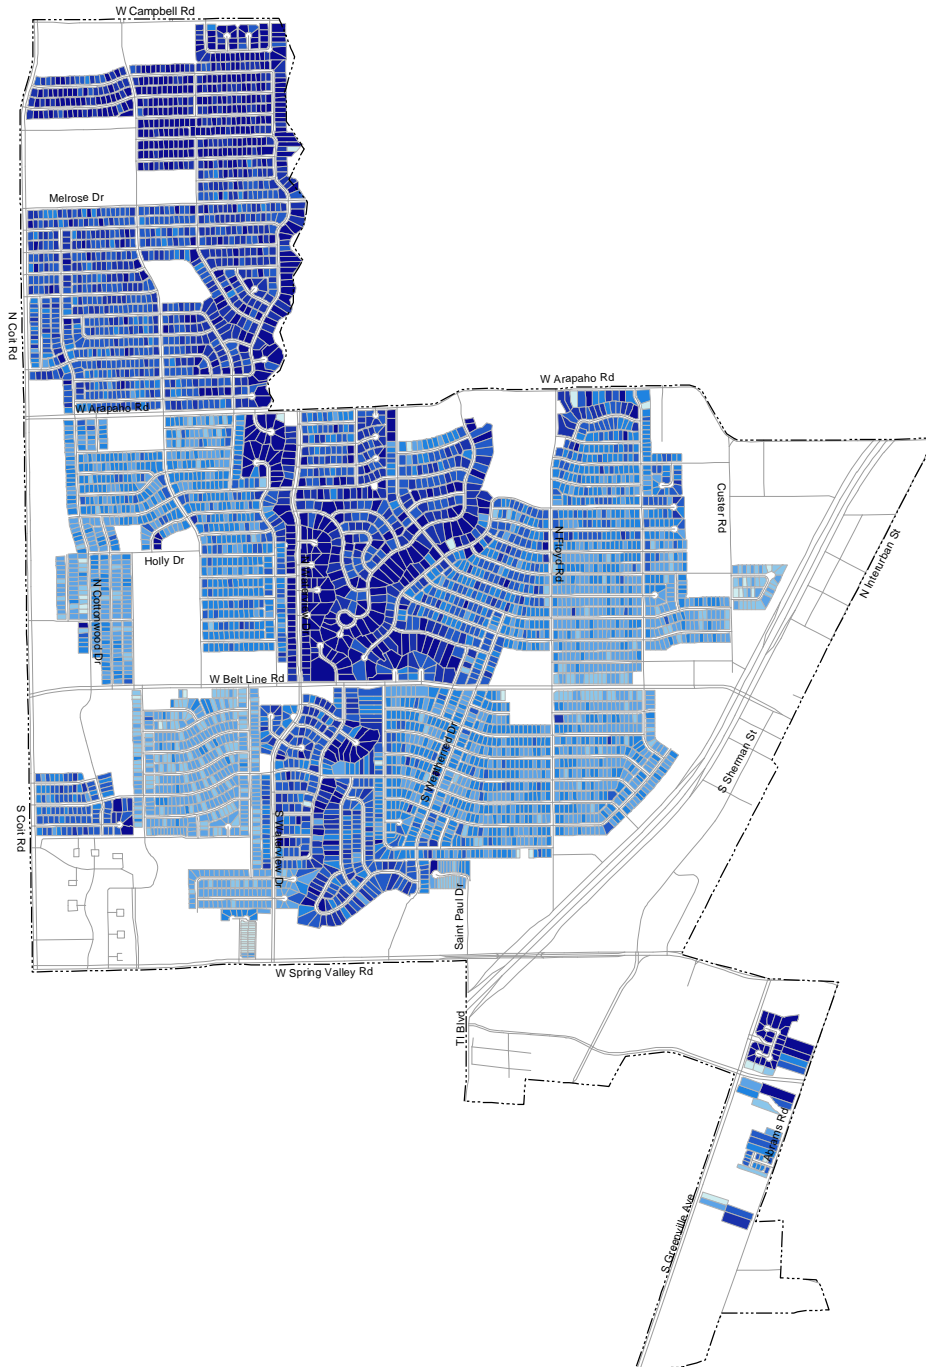 W Campbell Rd
Melrose Dr
N Coit Rd
W Arapaho Rd
W Arapaho Rd
Custer Rd
N Floyd Rd
N Interurban St
Holly Dr
N Cottonwood Dr
W Belt Line Rd
S Weatherred Dr
S Sherman St
S Coit Rd
S Waterview Dr
Saint Paul Dr
W Spring Valley Rd
TI Blvd
Abrams Rd
S Greenville Ave